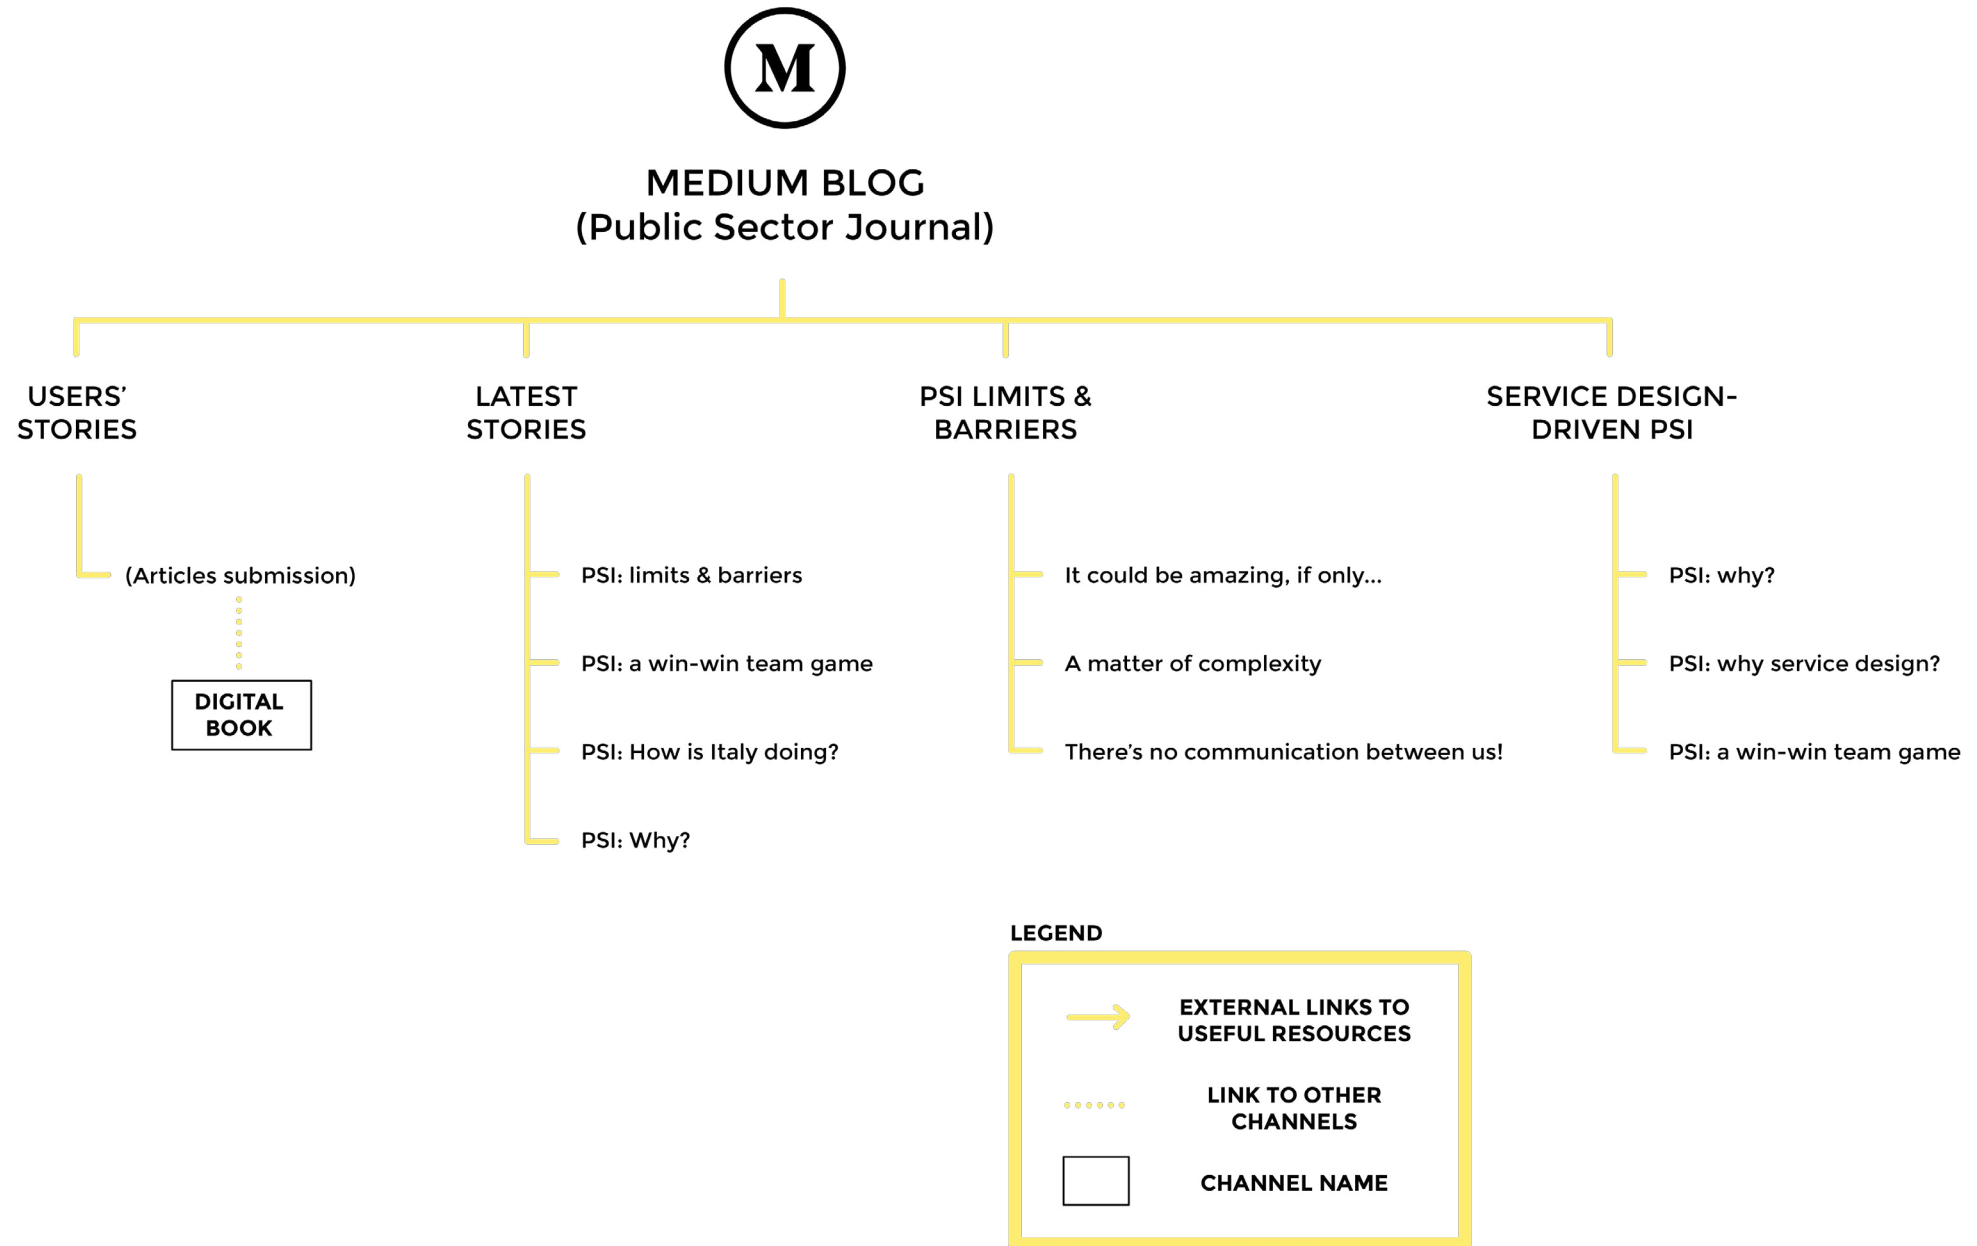 M
MEDIUM BLOG
(Public Sector Journal)
USERS’
STORIES
(Articles submission)
DIGITAL
BOOK
LATEST
STORIES
PSI: limits & barriers
PSI: a win-win team game
PSI: How is Italy doing?
PSI: Why?
PSI LIMITS &
BARRIERS
It could be amazing, if only...
A matter of complexity
There’s no communication between us!
SERVICE DESIGN-
DRIVEN PSI
PSI: why?
PSI: why service design?
PSI: a win-win team game
LEGEND
EXTERNAL LINKS TO
USEFUL RESOURCES
LINK TO OTHER
CHANNELS
CHANNEL NAME